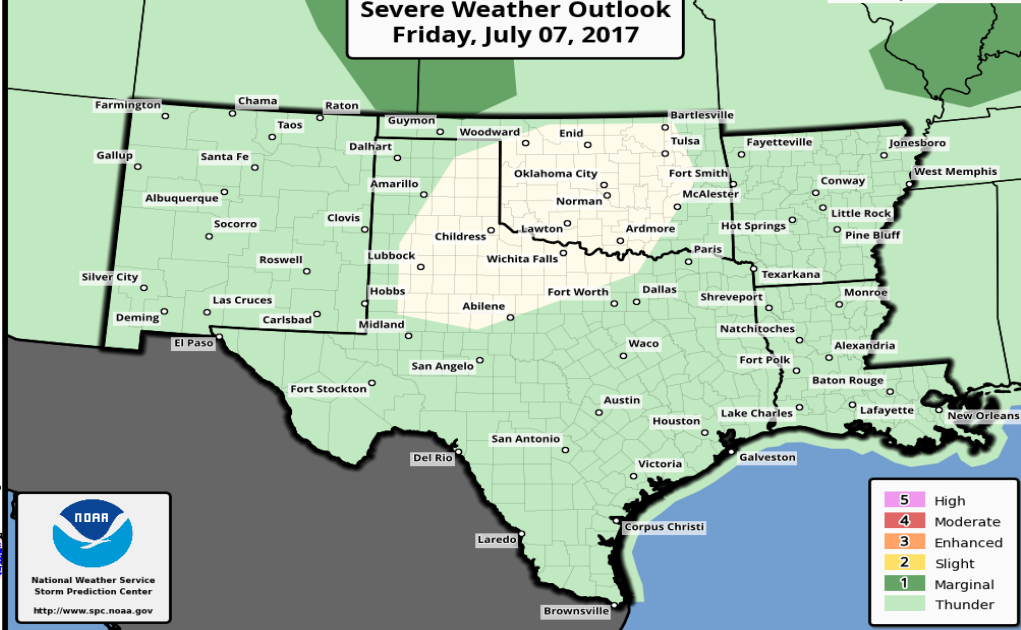 Severe Weather Outlook
Friday, July 07, 2017
Farmington
Chama
Raton
Taos
Guymon
Woodward
Enid
Bartlesville
Gallup
Santa Fe
Dalhart
Tulsa
Fayetteville
Jonesboro
Albuquerque
Amarillo
Oklahoma City
Fort Smith
West Memphis
Norman
McAlester
Conway
Socorro
Clovis
Childress
Lawton
Ardmore
Hot Springs
Little Rock
Pine Bluff
Roswell
Lubbock
Wichita Falls
Paris
Silver City
Texarkana
Las Cruces
Hobbs
Abilene
Fort Worth
Dallas
Shreveport
Monroe
Deming
Carlsbad
Midland
Natchitoches
El Paso
San Angelo
Waco
Fort Polk
Alexandria
Fort Stockton
Baton Rouge
Austin
Houston
Lake Charles
Lafayette
New Orleans
Del Rio
San Antonio
Victoria
Galveston
Laredo
Corpus Christi
Brownsville
NOAA
National Weather Service
Storm Prediction Center
http://www.spc.noaa.gov
5 High
4 Moderate
3 Enhanced
2 Slight
1 Marginal
Thunder